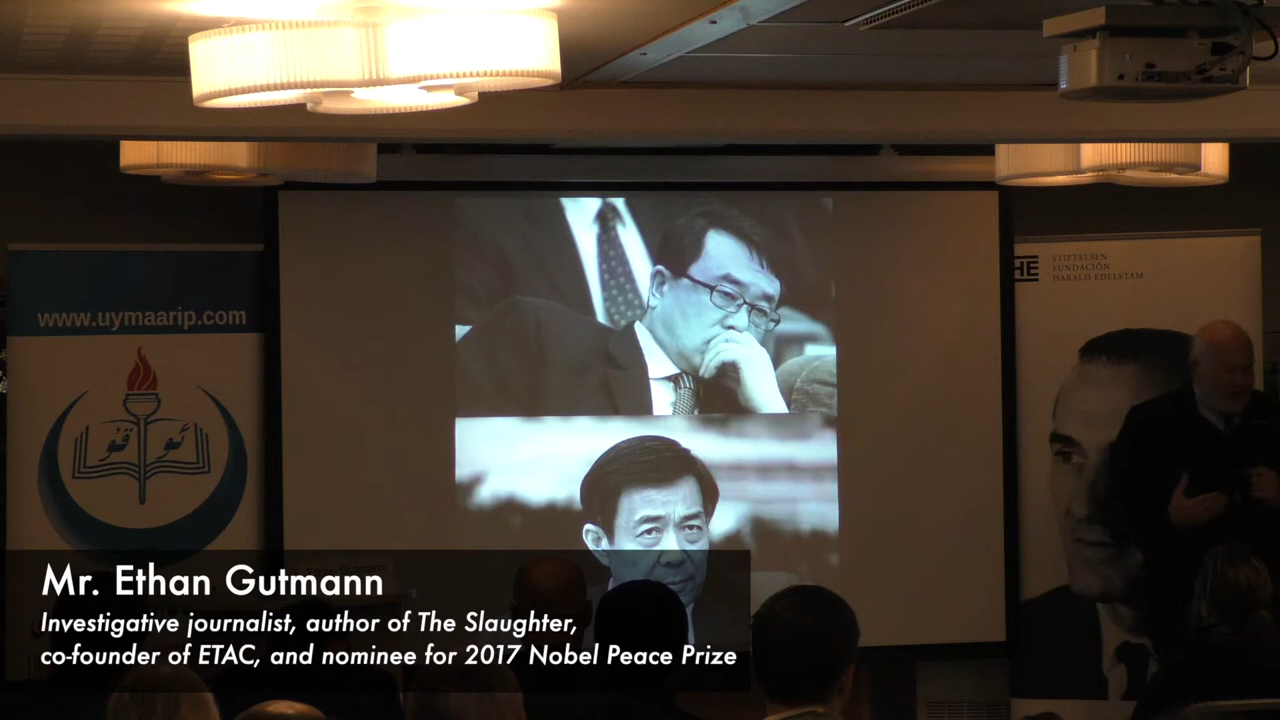 www.uymaarip.com
ئوقۇ
HE
STIFTELSEN
FUNDACIÓN
HARALD EDELSTAM
Mr. Ethan Gutmann
Investigative journalist, author of The Slaughter,
co-founder of ETAC, and nominee for 2017 Nobel Peace Prize